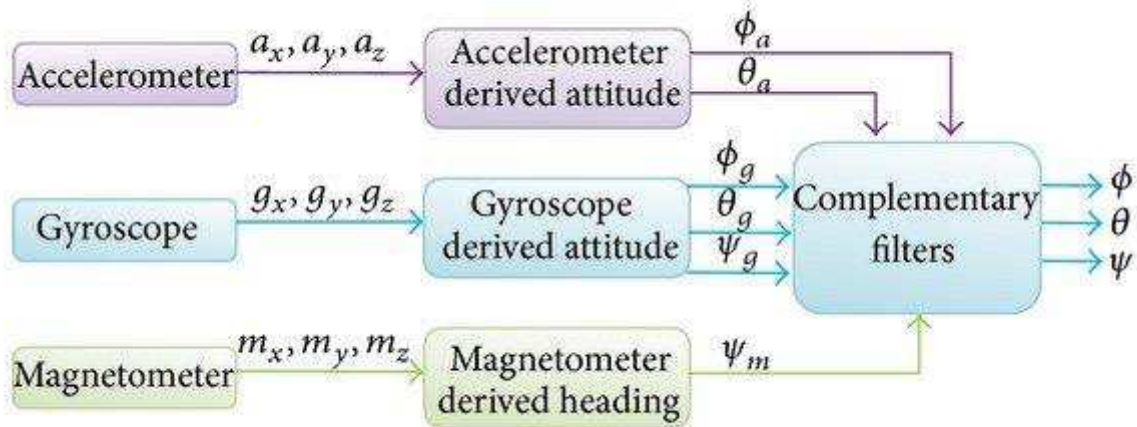 Accelerometer
a_x, a_y, a_z
Accelerometer
derived attitude
ϕ_a
θ_a
Gyroscope
g_x, g_y, g_z
Gyroscope
derived attitude
ϕ_g
θ_g
ψ_g
Complementary
filters
ϕ
θ
ψ
Magnetometer
m_x, m_y, m_z
Magnetometer
derived heading
ψ_m